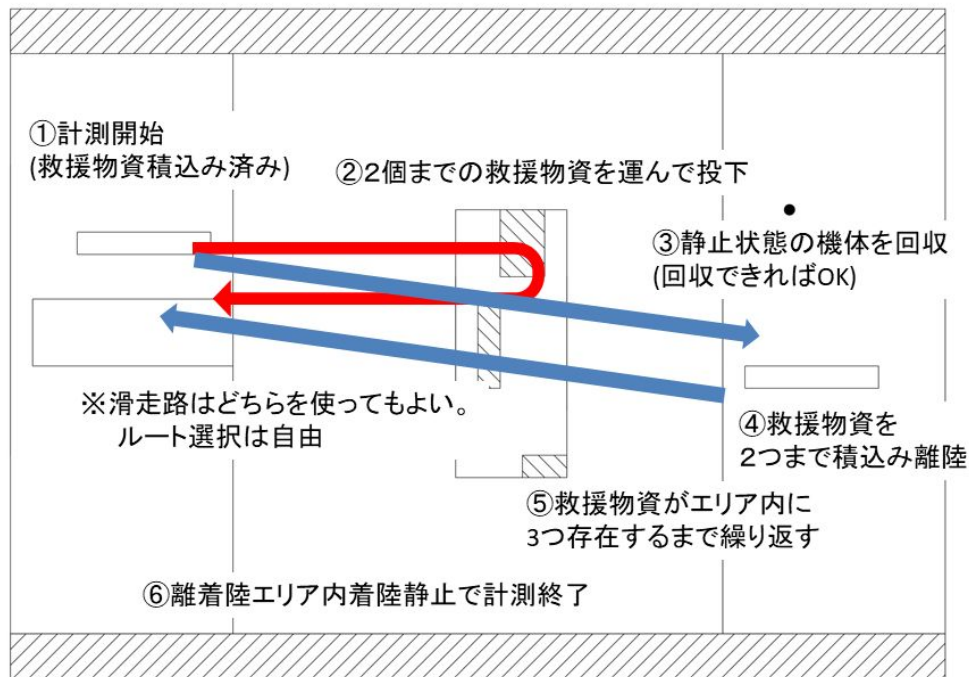 ①計測開始
(救援物資積込み済み)
②2個までの救援物資を運んで投下
③静止状態の機体を回収
(回収できればOK)
※滑走路はどちらを使ってもよい。
ルート選択は自由
④救援物資を
2つまで積込み離陸
⑤救援物資がエリア内に
3つ存在するまで繰り返す
⑥離着陸エリア内着陸静止で計測終了